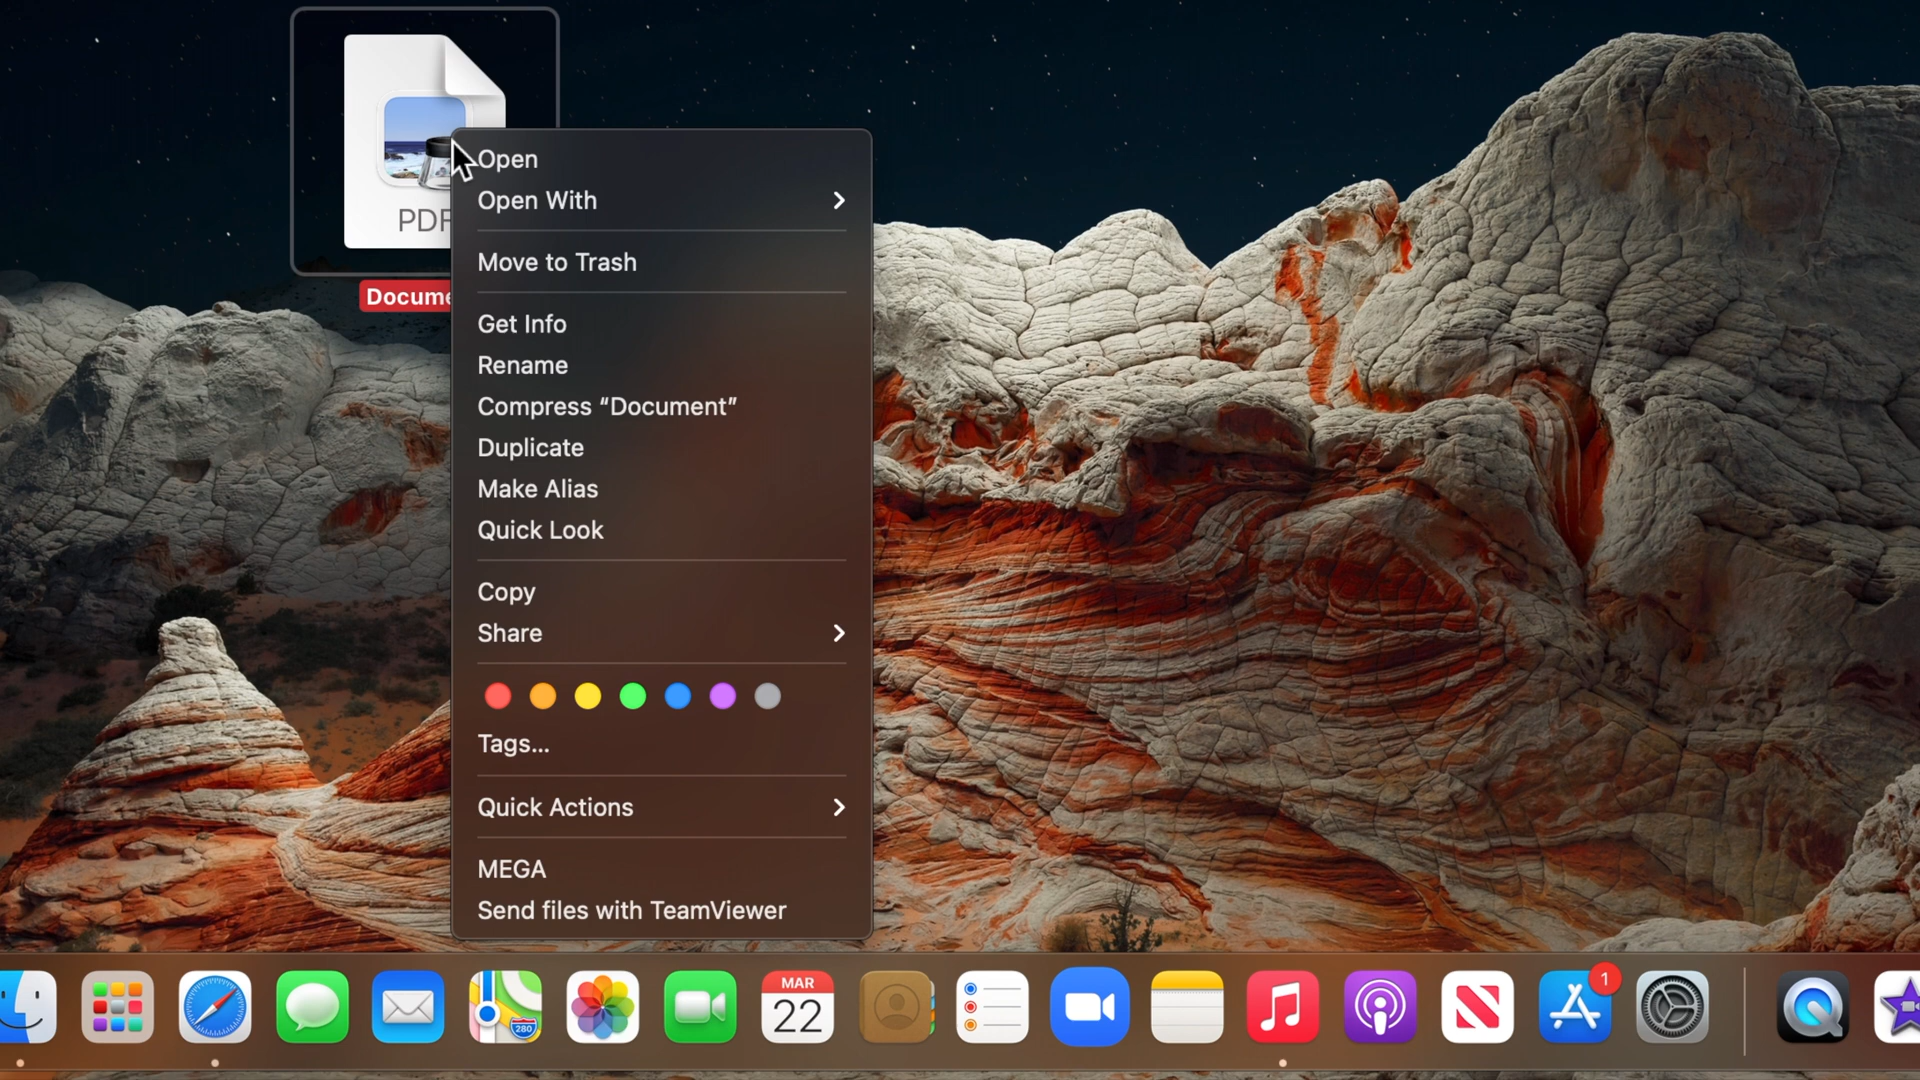 PDF
Docume
Open
Open With
Move to Trash
Get Info
Rename
Compress “Document”
Duplicate
Make Alias
Quick Look
Copy
Share
Tags...
Quick Actions
MEGA
Send files with TeamViewer
280
MAR
22
1